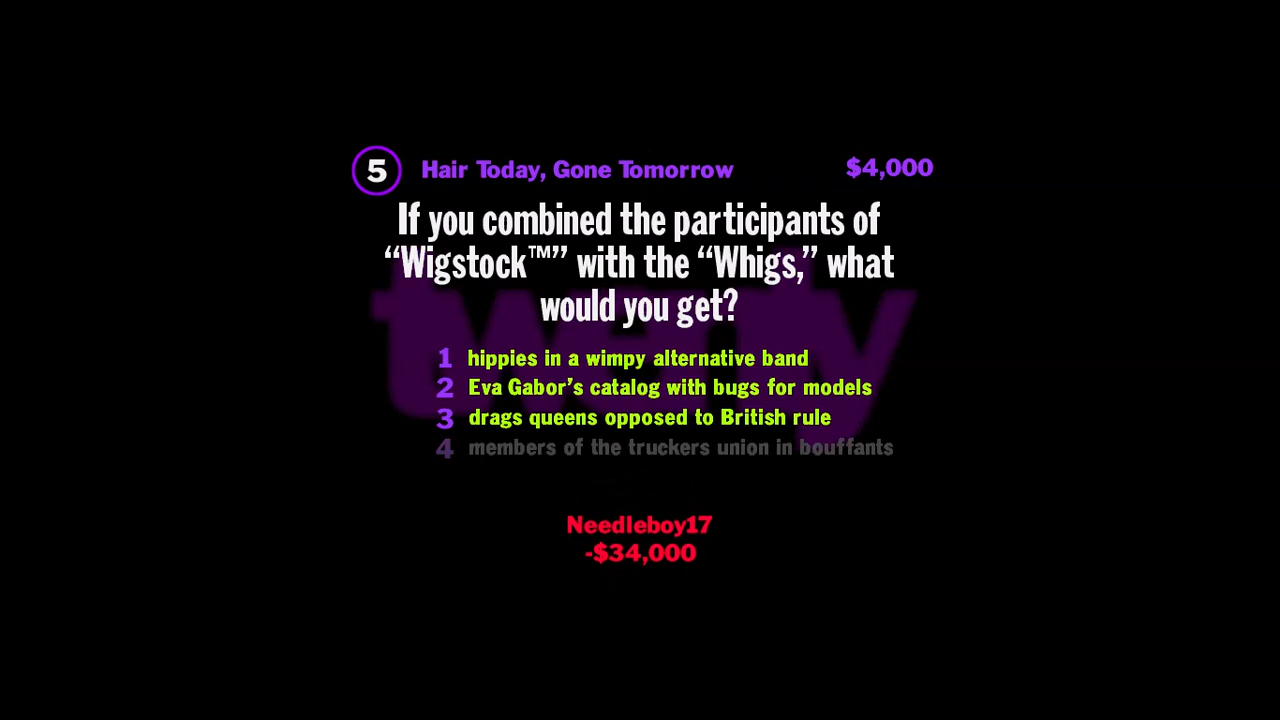 5 Hair Today, Gone Tomorrow $4,000
If you combined the participants of
“Wigstock™” with the “Whigs,” what
would you get?
twenty
1 hippies in a wimpy alternative band
2 Eva Gabor’s catalog with bugs for models
3 drags queens opposed to British rule
4 members of the truckers union in bouffants
Needleboy17
-$34,000